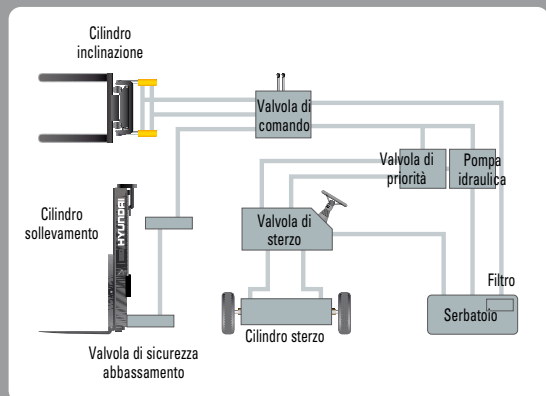 Cilindro
inclinazione
Valvola di
comando
Valvola di
priorità
Pompa
idraulica
Cilindro
sollevamento
HYUNDAI
Valvola di
sterzo
Filtro
Serbatoio
Cilindro sterzo
Valvola di sicurezza
abbassamento